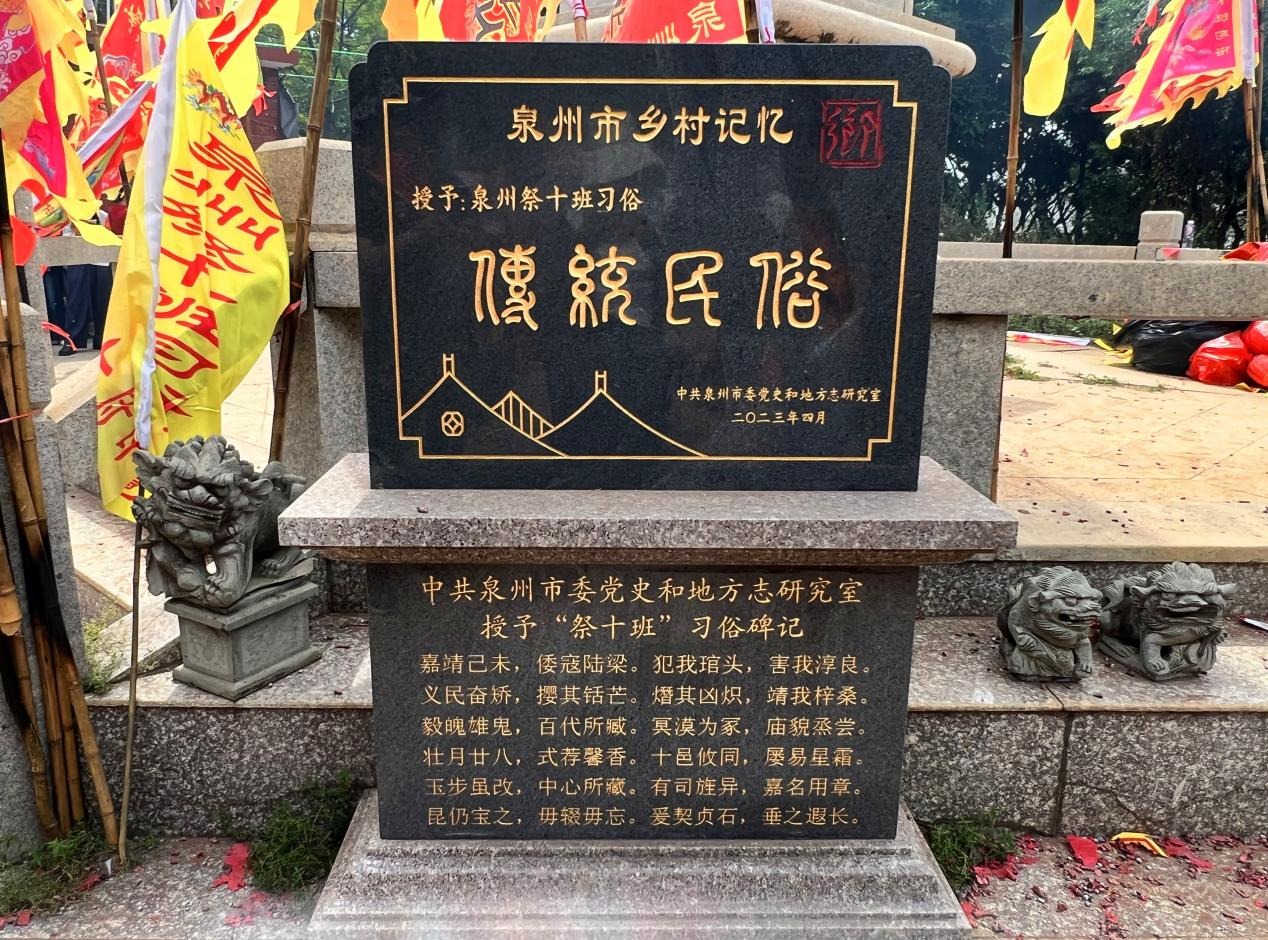 泉
泉州市乡村记忆
乡
授予:泉州祭十班习俗
傳統民俗
中共泉州市委党史和地方志研究室
二〇二三年四月
中共泉州市委党史和地方志研究室
授予“祭十班”习俗碑记
嘉靖己未，倭寇陆梁。犯我琯头，害我淳良。
义民奋矫，撄其铦芒。熸其凶炽，靖我梓桑。
毅魄雄鬼，百代所臧。冥漠为冢，庙貌烝尝。
壮月廿八，式荐馨香。十邑攸同，屡易星霜。
玉步虽改，中心所藏。有司旌异，嘉名用章。
昆仍宝之，毋辍毋忘。爰契贞石，垂之遐长。